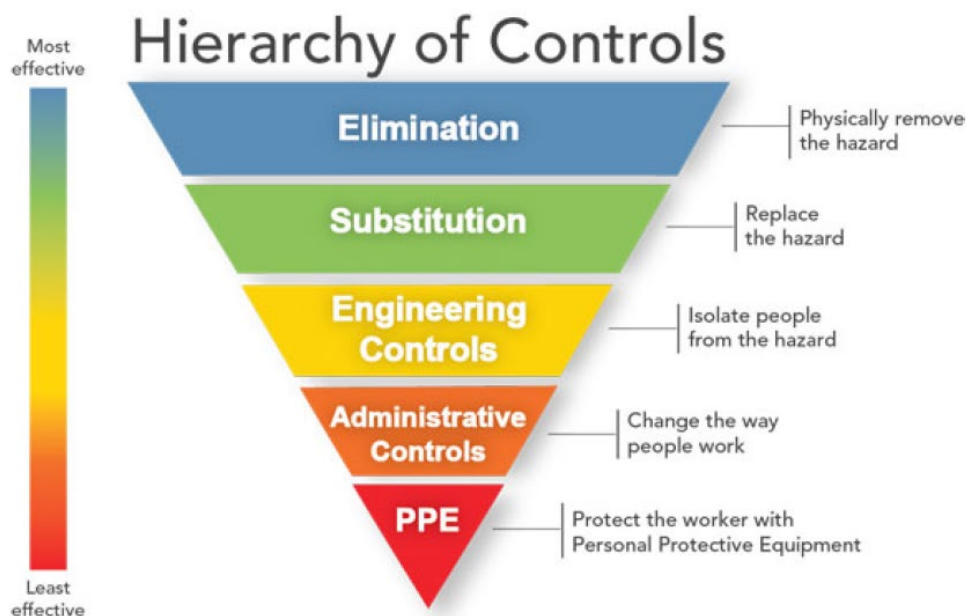 Hierarchy of Controls
Most
effective
Elimination
Physically remove
the hazard
Substitution
Replace
the hazard
Engineering
Controls
Isolate people
from the hazard
Administrative
Controls
Change the way
people work
PPE
Protect the worker with
Personal Protective Equipment
Least
effective